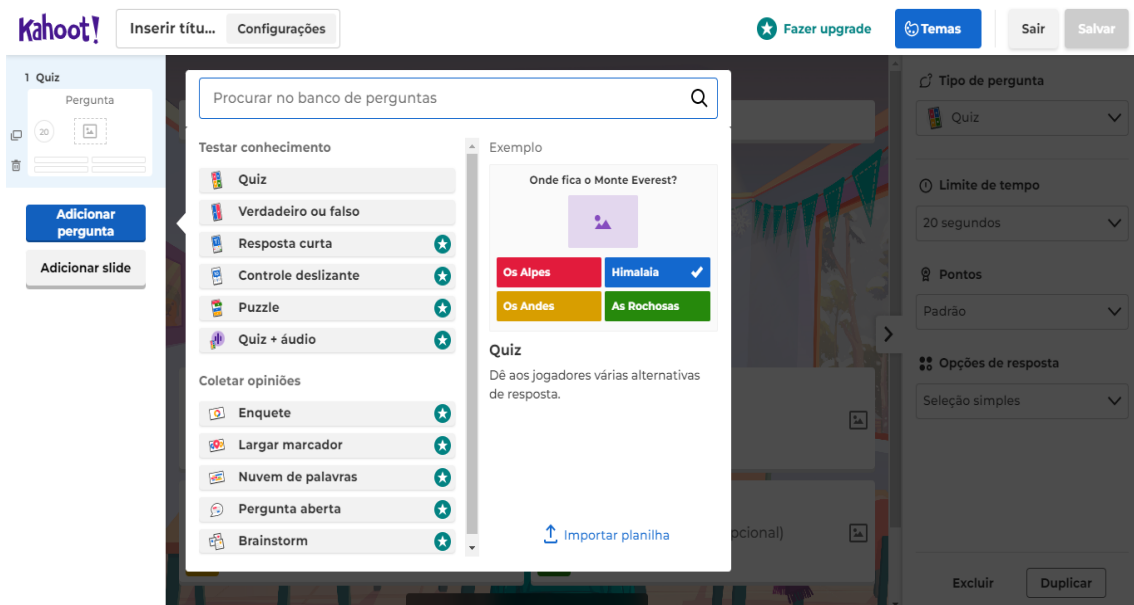 Kahoot!
Inserir títu...
Configurações
Fazer upgrade
Temas
Sair
Salvar
1 Quiz
Pergunta
20
Adicionar
pergunta
Adicionar slide
Procurar no banco de perguntas
Testar conhecimento
Quiz
Verdadeiro ou falso
Resposta curta
Controle deslizante
Puzzle
Quiz + áudio
Coletar opiniões
Enquete
Largar marcador
Nuvem de palavras
Pergunta aberta
Brainstorm
Exemplo
Onde fica o Monte Everest?
Os Alpes
Himalaia
Os Andes
As Rochosas
Quiz
Dê aos jogadores várias alternativas
de resposta.
Importar planilha
pcional)
Tipo de pergunta
Quiz
Limite de tempo
20 segundos
Pontos
Padrão
Opções de resposta
Seleção simples
Excluir
Duplicar